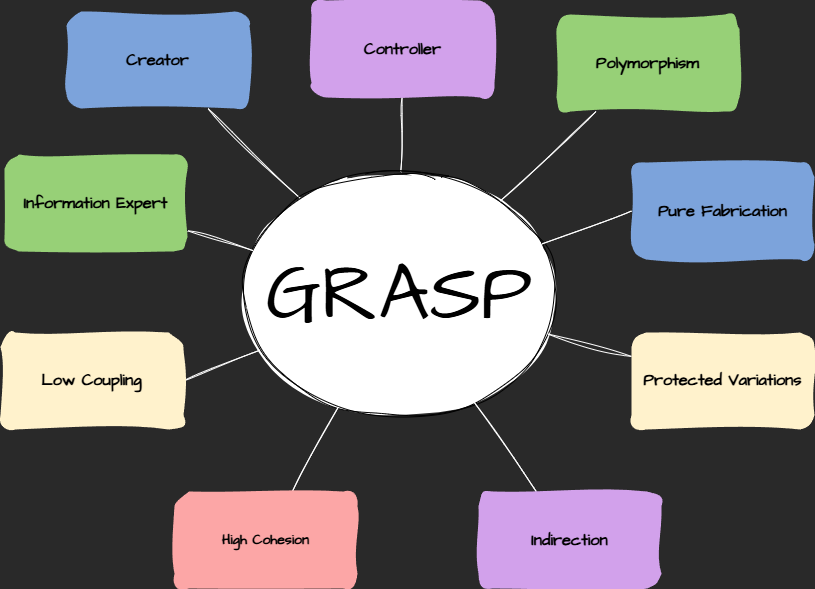 Controller
Creator
Polymorphism
Information Expert
Pure Fabrication
GRASP
Low Coupling
Protected Variations
High Cohesion
Indirection